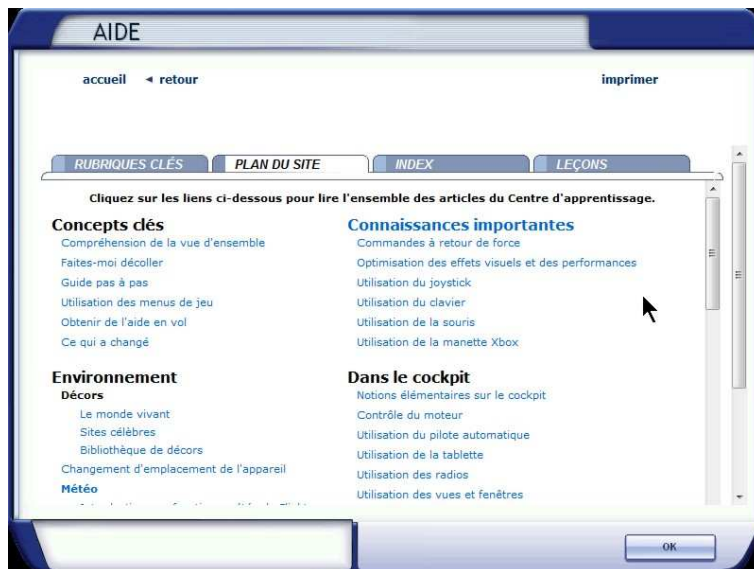 AIDE
accueil ◄ retour
imprimer
RUBRIQUES CLÉS
PLAN DU SITE
INDEX
LEÇONS
Cliquez sur les liens ci-dessous pour lire l'ensemble des articles du Centre d'apprentissage.
Concepts clés
Compréhension de la vue d'ensemble
Faites-moi décoller
Guide pas à pas
Utilisation des menus de jeu
Obtenir de l'aide en vol
Ce qui a changé
Connaissances importantes
Commandes à retour de force
Optimisation des effets visuels et des performances
Utilisation du joystick
Utilisation du clavier
Utilisation de la souris
Utilisation de la manette Xbox
Environnement
Décors
Le monde vivant
Sites célèbres
Bibliothèque de décors
Changement d'emplacement de l'appareil
Météo
Dans le cockpit
Notions élémentaires sur le cockpit
Contrôle du moteur
Utilisation du pilote automatique
Utilisation de la tablette
Utilisation des radios
Utilisation des vues et fenêtres
OK